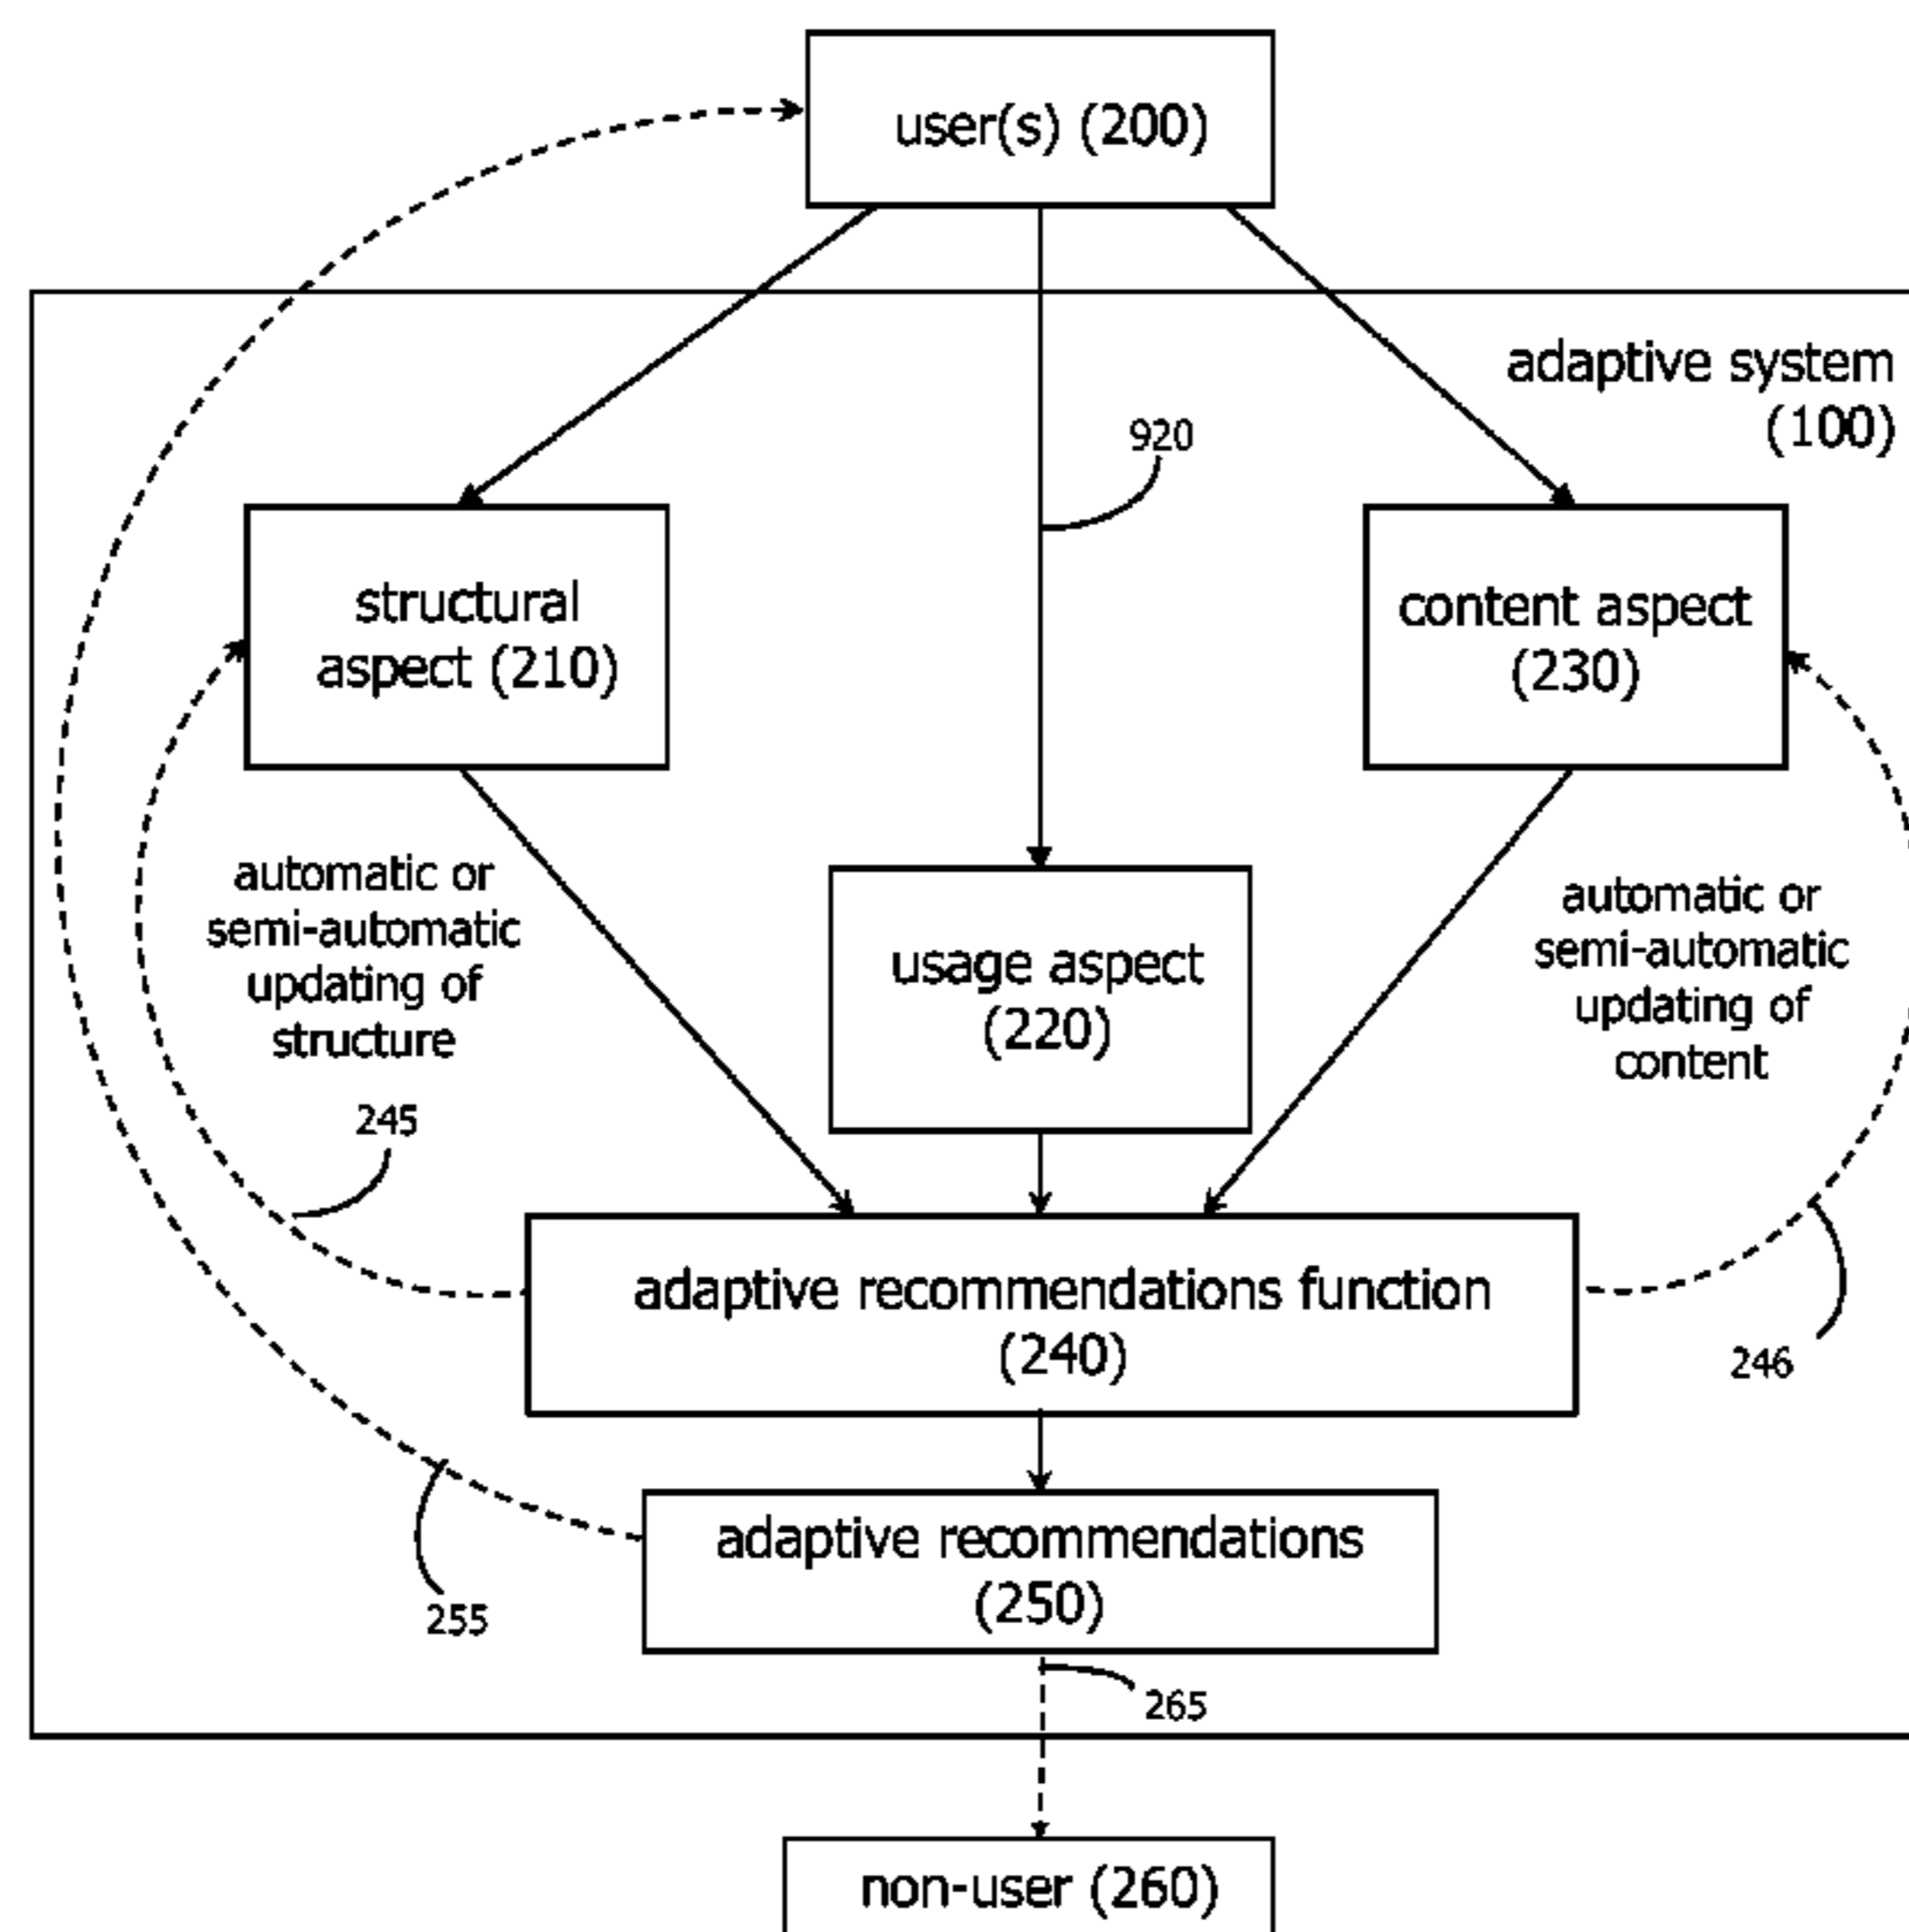 user(s) (200)
adaptive system
(100)
920
structural
aspect (210)
content aspect
(230)
automatic or
semi-automatic
updating of
structure
usage aspect
(220)
automatic or
semi-automatic
updating of
content
245
adaptive recommendations function
(240)
246
adaptive recommendations
(250)
255
265
non-user (260)